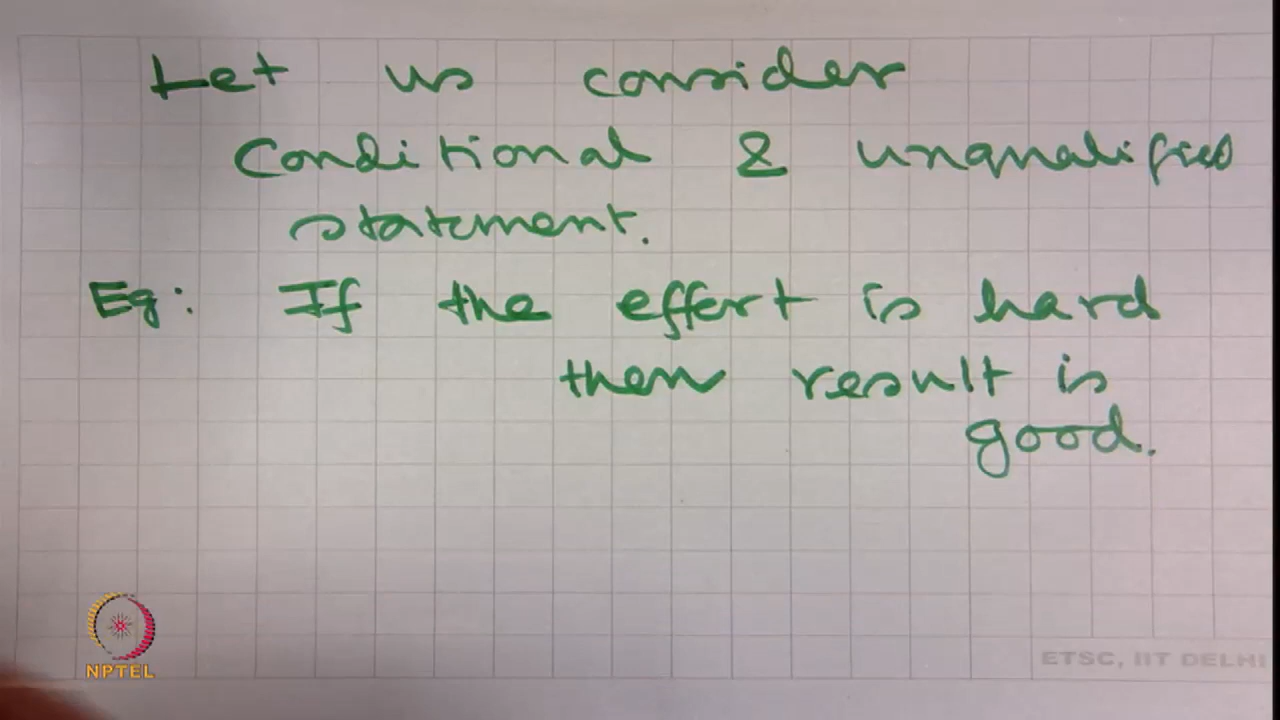 Let us consider
Conditional & unqualified
statement.
Eg: If the effort is hard
then result is
good.
NPTEL
ETSC, IIT DELHI